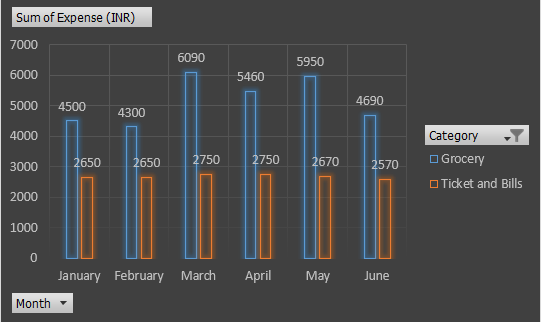 Sum of Expense (INR)
7000
6000
5000
4000
3000
2000
1000
0
4500
2650
4300
2650
6090
2750
5460
2750
5950
2670
4690
2570
January
February
March
April
May
June
Category
Grocery
Ticket and Bills
Month